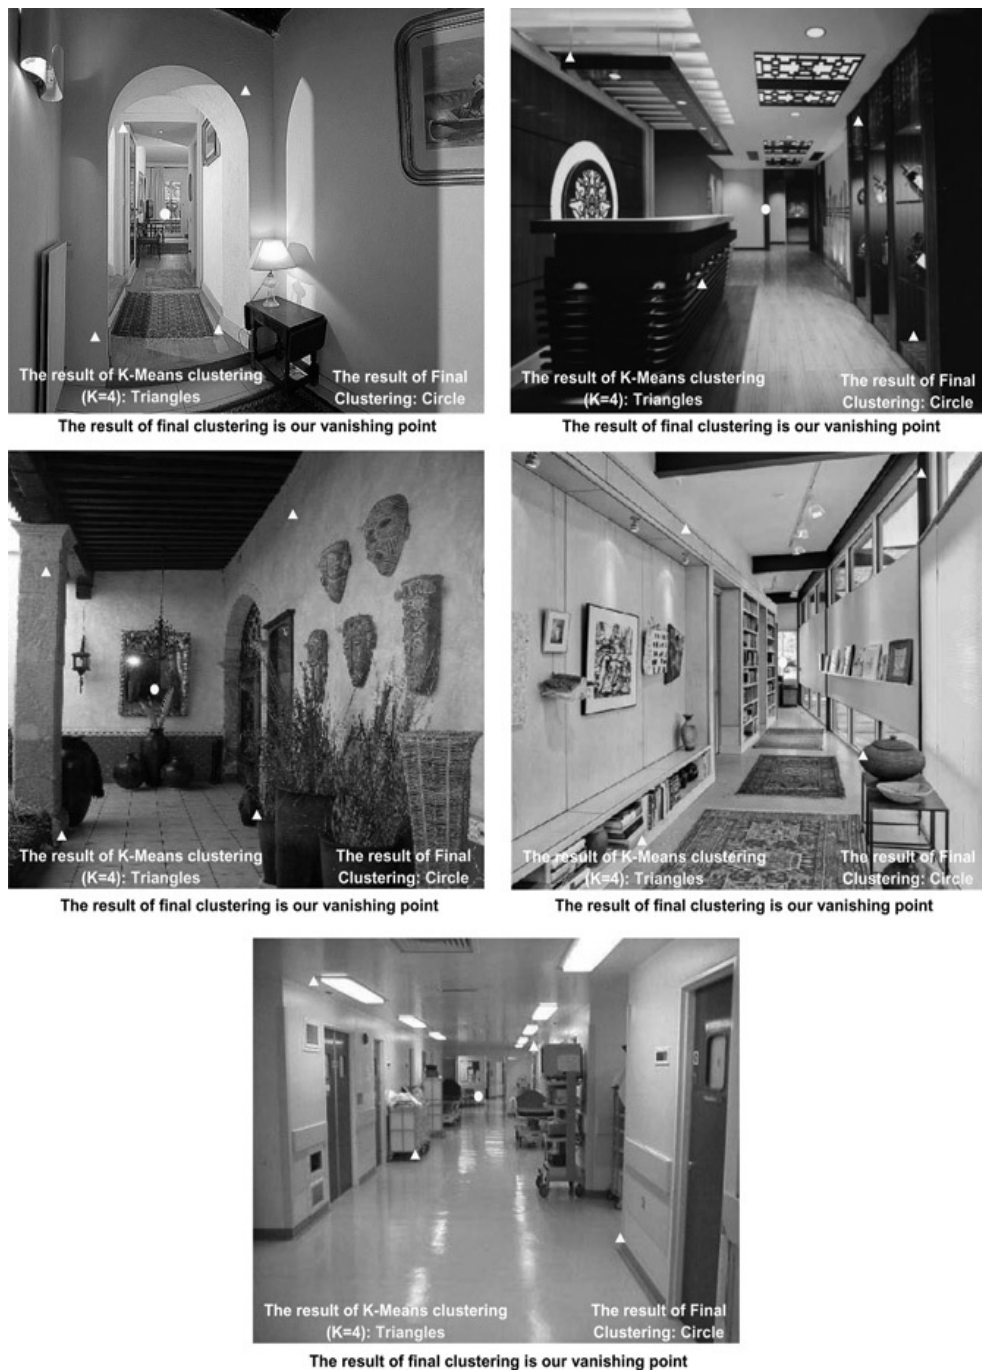 The result of K-Means clustering
(K=4): Triangles
The result of Final
Clustering: Circle
The result of final clustering is our vanishing point
The result of K-Means clustering
(K=4): Triangles
The result of Final
Clustering: Circle
The result of final clustering is our vanishing point
The result of K-Means clustering
(K=4): Triangles
The result of Final
Clustering: Circle
The result of final clustering is our vanishing point
The result of K-Means clustering
(K=4): Triangles
The result of Final
Clustering: Circle
The result of final clustering is our vanishing point
The result of K-Means clustering
(K=4): Triangles
The result of Final
Clustering: Circle
The result of final clustering is our vanishing point